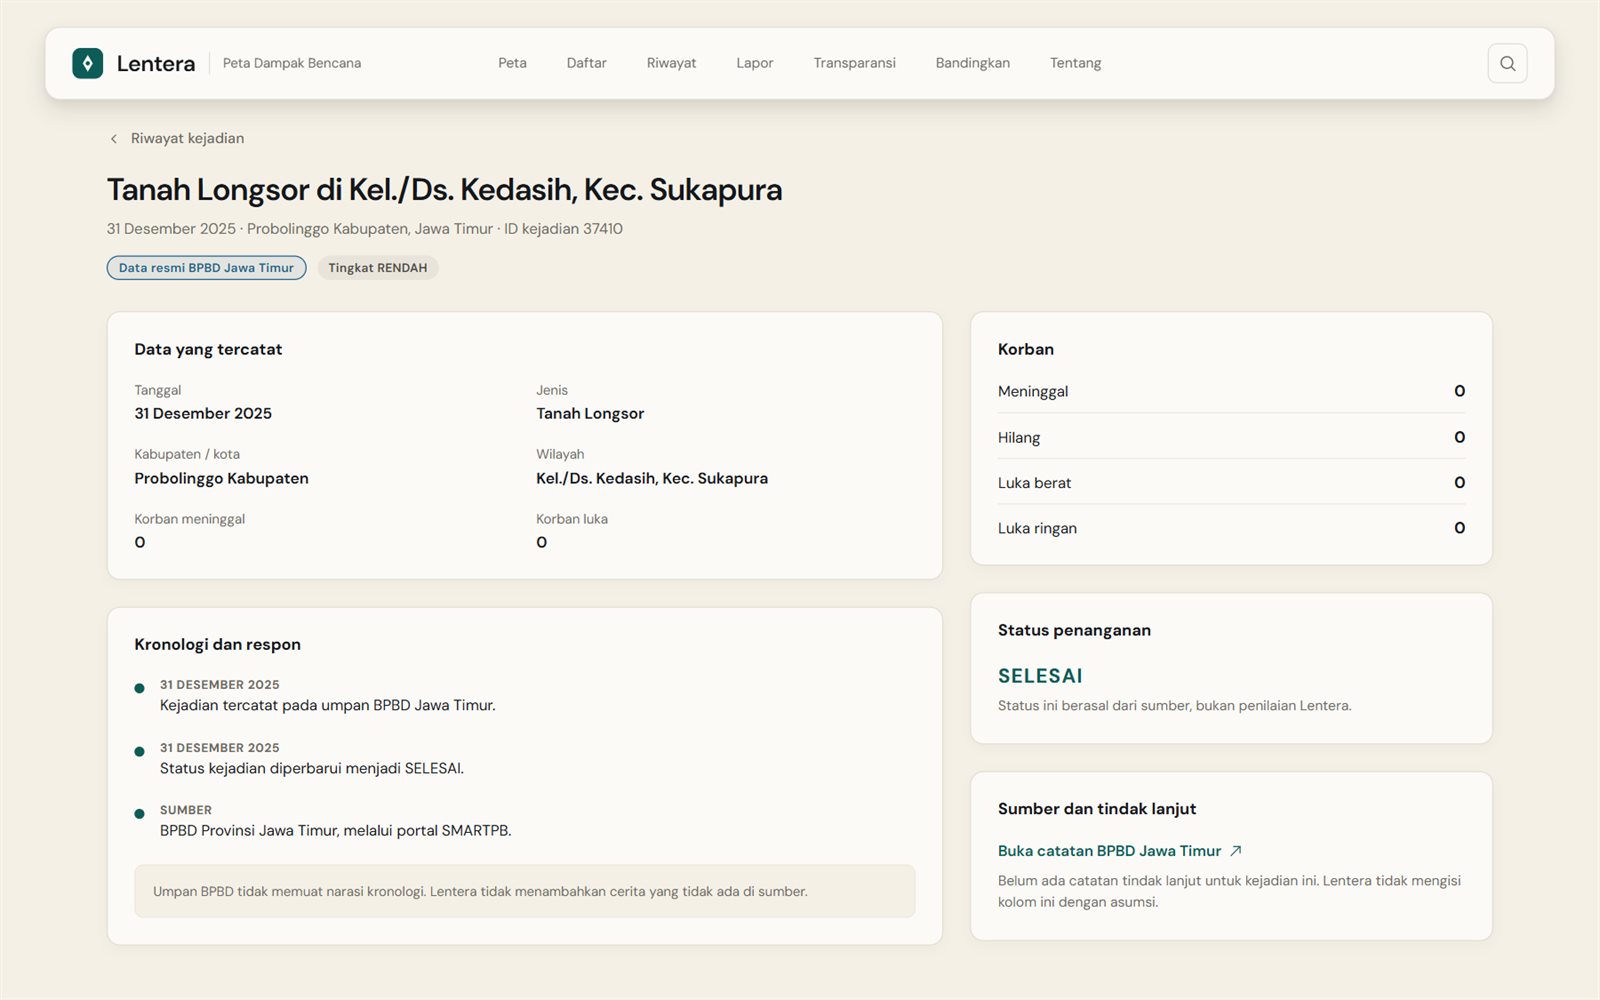 Lentera
Peta Dampak Bencana
Peta
Daftar
Riwayat
Lapor
Transparansi
Bandingkan
Tentang
Riwayat kejadian
Tanah Longsor di Kel./Ds. Kedasih, Kec. Sukapura
31 Desember 2025 · Probolinggo Kabupaten, Jawa Timur · ID kejadian 37410
Data resmi BPBD Jawa Timur
Tingkat RENDAH
Data yang tercatat
Tanggal
31 Desember 2025
Jenis
Tanah Longsor
Kabupaten / kota
Probolinggo Kabupaten
Wilayah
Kel./Ds. Kedasih, Kec. Sukapura
Korban meninggal
0
Korban luka
0
Kronologi dan respon
31 DESEMBER 2025
Kejadian tercatat pada umpan BPBD Jawa Timur.
31 DESEMBER 2025
Status kejadian diperbarui menjadi SELESAI.
SUMBER
BPBD Provinsi Jawa Timur, melalui portal SMARTPB.
Umpan BPBD tidak memuat narasi kronologi. Lentera tidak menambahkan cerita yang tidak ada di sumber.
Korban
Meninggal 0
Hilang 0
Luka berat 0
Luka ringan 0
Status penanganan
SELESAI
Status ini berasal dari sumber, bukan penilaian Lentera.
Sumber dan tindak lanjut
Buka catatan BPBD Jawa Timur
Belum ada catatan tindak lanjut untuk kejadian ini. Lentera tidak mengisi
kolom ini dengan asumsi.